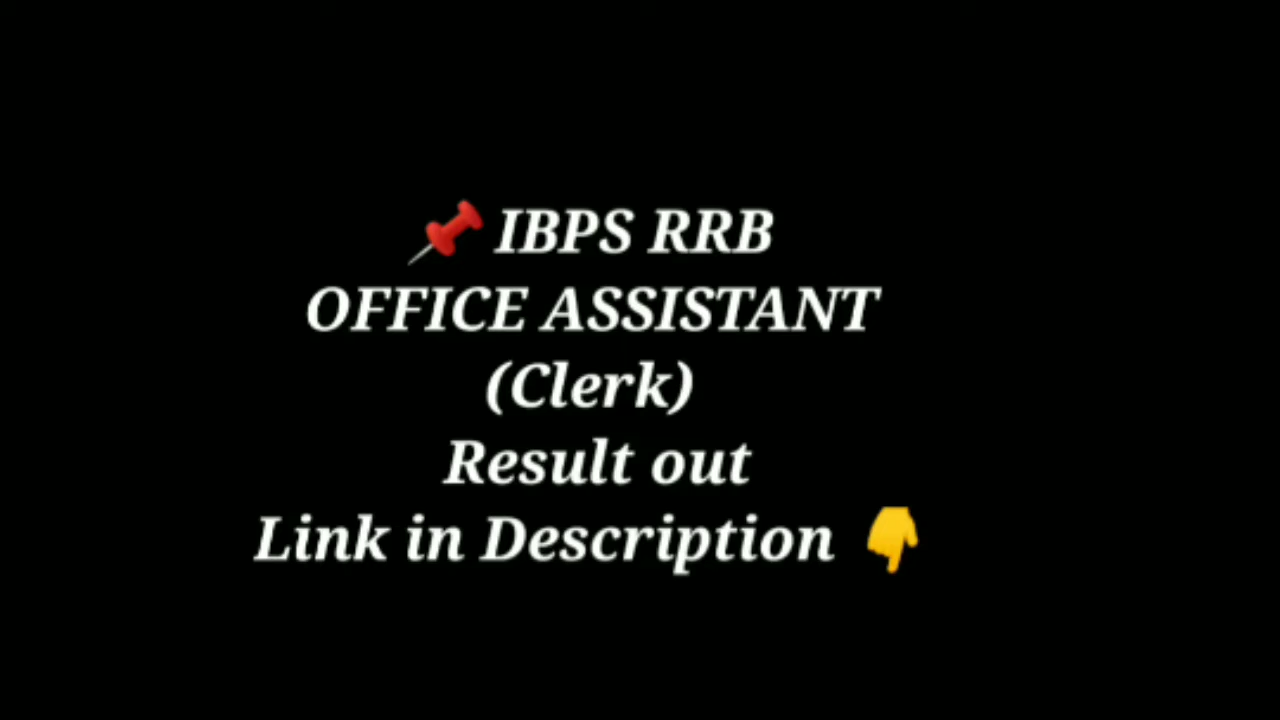 📌 IBPS RRB
OFFICE ASSISTANT
(Clerk)
Result out
Link in Description 👇